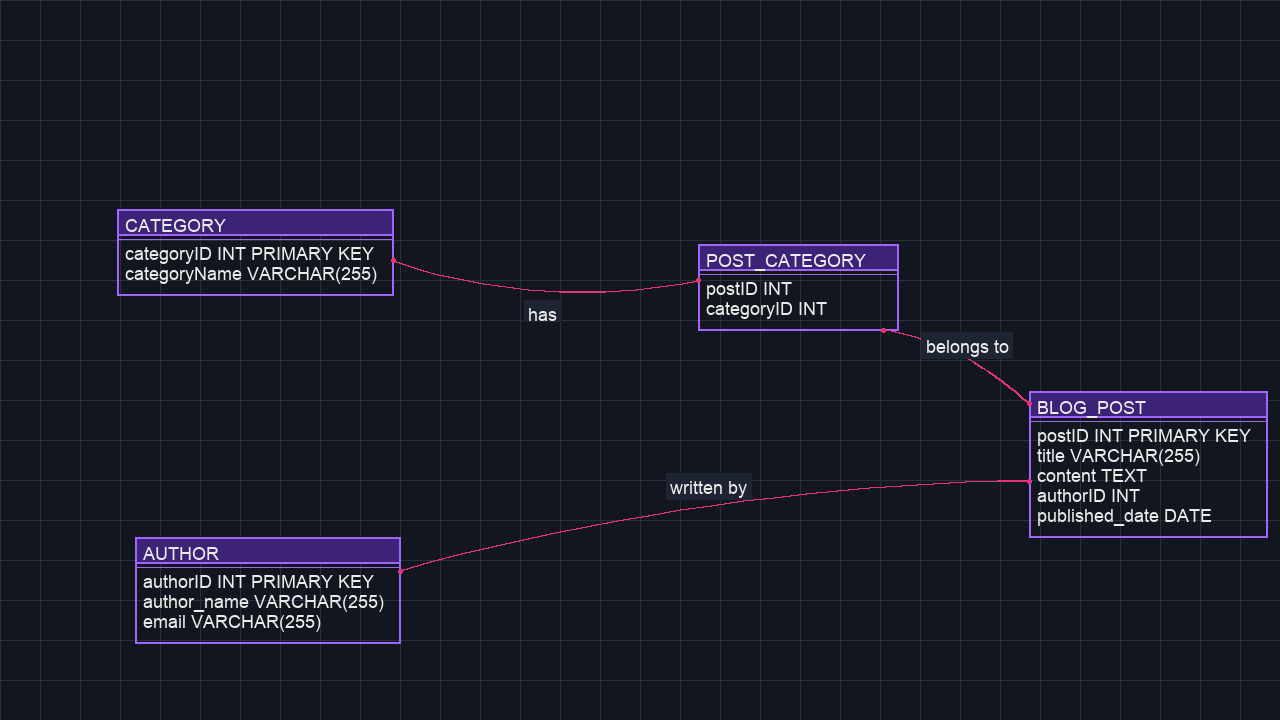 CATEGORY
categoryID INT PRIMARY KEY
categoryName VARCHAR(255)
has
POST_CATEGORY
postID INT
categoryID INT
belongs to
BLOG_POST
postID INT PRIMARY KEY
title VARCHAR(255)
content TEXT
authorID INT
published_date DATE
written by
AUTHOR
authorID INT PRIMARY KEY
author_name VARCHAR(255)
email VARCHAR(255)